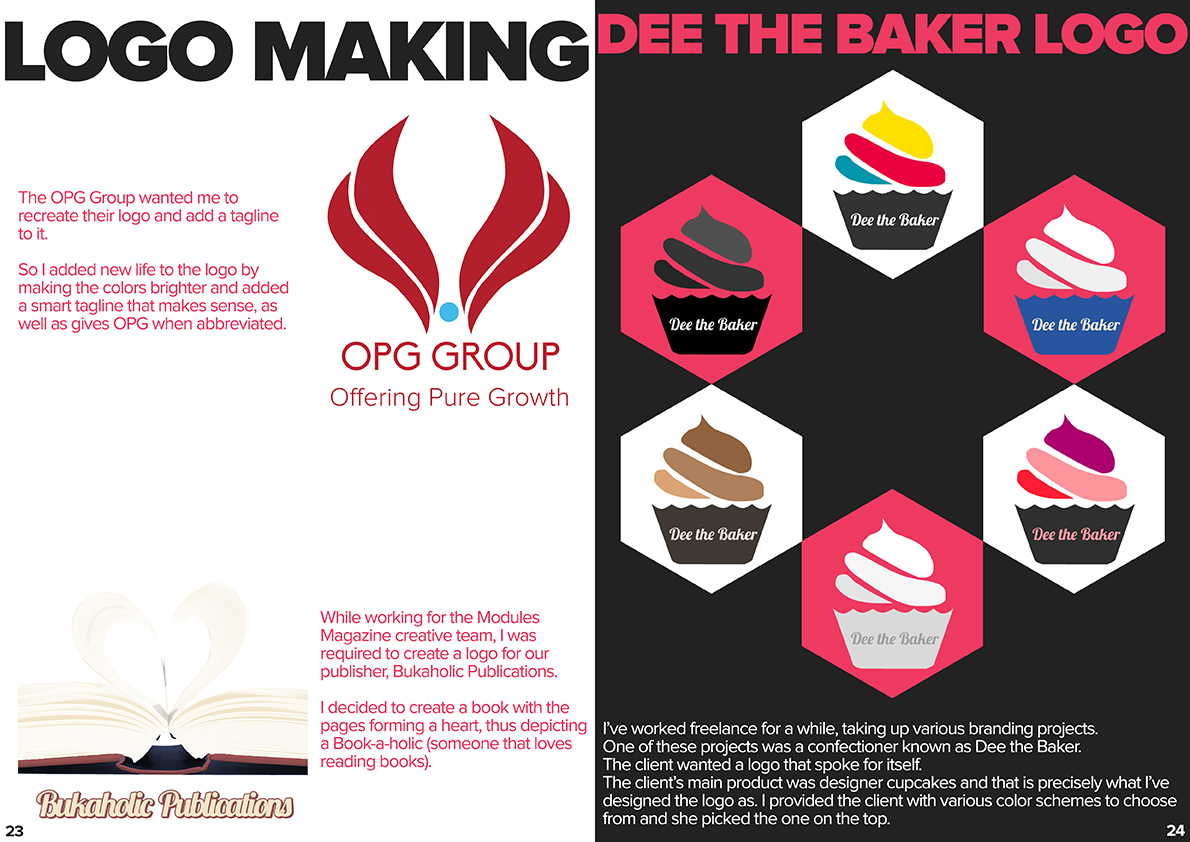 LOGO MAKING
The OPG Group wanted me to
recreate their logo and add a tagline
to it.
So I added new life to the logo by
making the colors brighter and added
a smart tagline that makes sense, as
well as gives OPG when abbreviated.
OPG GROUP
Offering Pure Growth
While working for the Modules
Magazine creative team, I was
required to create a logo for our
publisher, Bukaholic Publications.
I decided to create a book with the
pages forming a heart, thus depicting
a Book-a-holic (someone that loves
reading books).
Bukaholic Publications
23
DEE THE BAKER LOGO
Dee the Baker
Dee the Baker
Dee the Baker
Dee the Baker
Dee the Baker
Dee the Baker
I've worked freelance for a while, taking up various branding projects.
One of these projects was a confectioner known as Dee the Baker.
The client wanted a logo that spoke for itself.
The client's main product was designer cupcakes and that is precisely what I've
designed the logo as. I provided the client with various color schemes to choose
from and she picked the one on the top.
24